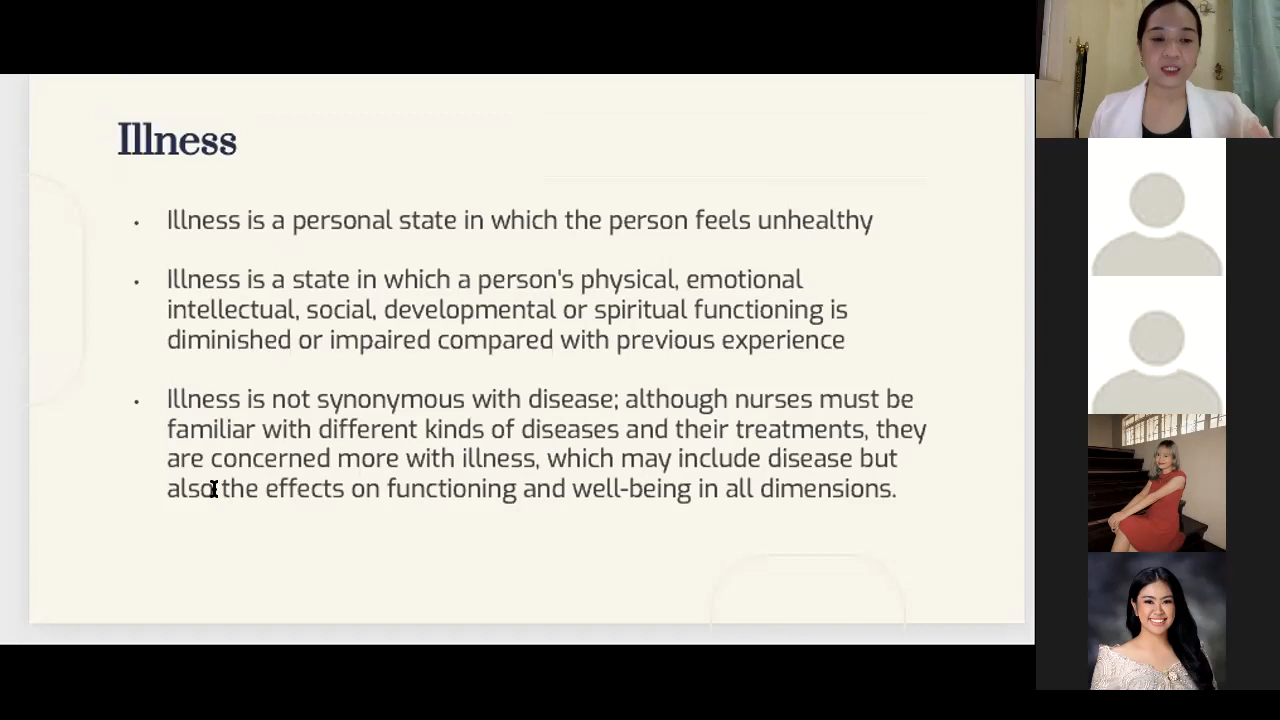 Illness
• Illness is a personal state in which the person feels unhealthy
• Illness is a state in which a person's physical, emotional
intellectual, social, developmental or spiritual functioning is
diminished or impaired compared with previous experience
• Illness is not synonymous with disease; although nurses must be
familiar with different kinds of diseases and their treatments, they
are concerned more with illness, which may include disease but
also the effects on functioning and well-being in all dimensions.